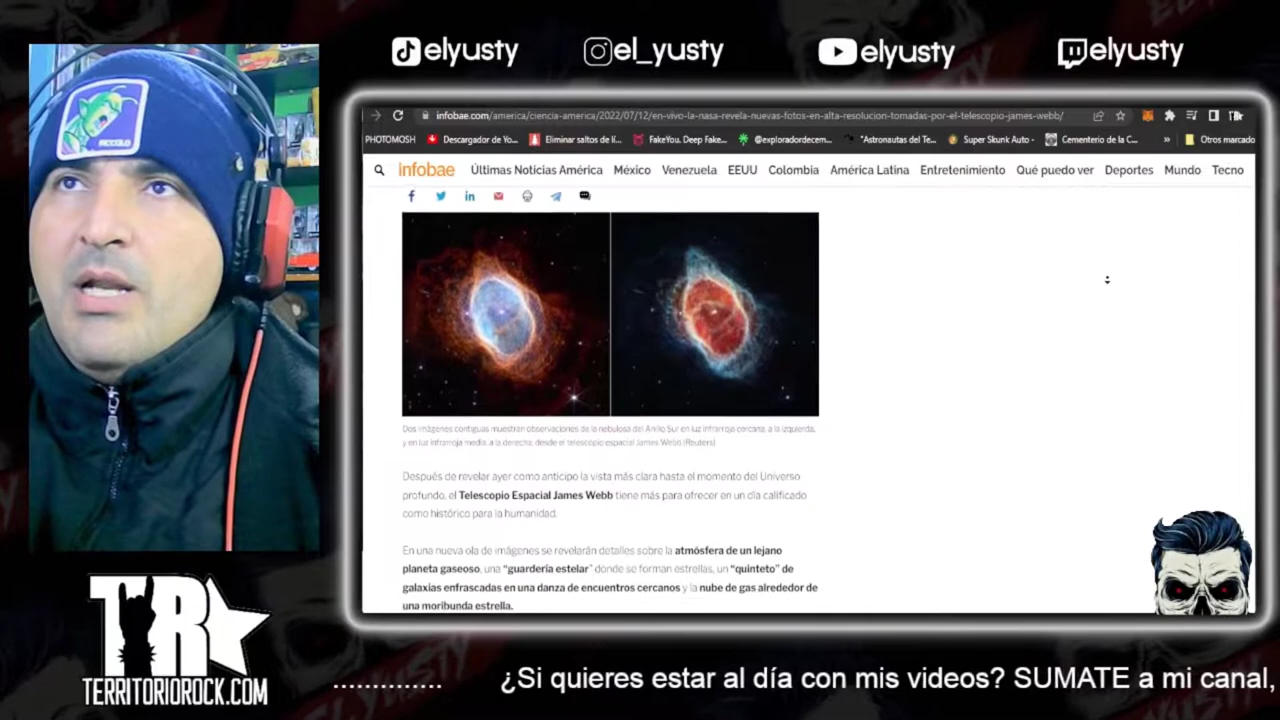 elyusty
el_yusty
elyusty
elyusty
PICCOLO
infobae.com/america/ciencia-america/2022/07/12/en-vivo-la-nasa-revela-nuevas-fotos-en-alta-resolucion-tomadas-por-el-telescopio-james-webb/
PHOTOMOSH
Descargador de Yo...
Eliminar saltos de lí...
FakeYou. Deep Fake...
@exploradordecem...
"Astronautas del Te...
Super Skunk Auto -
Cementerio de la C...
»
Otros marcado
infobae
Últimas Noticias América
México
Venezuela
EEUU
Colombia
América Latina
Entretenimiento
Qué puedo ver
Deportes
Mundo
Tecno
Dos imágenes contiguas muestran observaciones de la nebulosa del Anillo Sur en luz infrarroja cercana, a la izquierda,
y en luz infrarroja media, a la derecha, desde el telescopio espacial James Webb (Reuters)
Después de revelar ayer como anticipo la vista más clara hasta el momento del Universo
profundo, el Telescopio Espacial James Webb tiene más para ofrecer en un día calificado
como histórico para la humanidad.
En una nueva ola de imágenes se revelarán detalles sobre la atmósfera de un lejano
planeta gaseoso, una “guardería estelar” donde se forman estrellas, un “quinteto” de
galaxias enfrascadas en una danza de encuentros cercanos y la nube de gas alrededor de
una moribunda estrella.
TR
TERRITORIOROCK.COM
.............. ¿Si quieres estar al día con mis videos? SUMATE a mi canal,